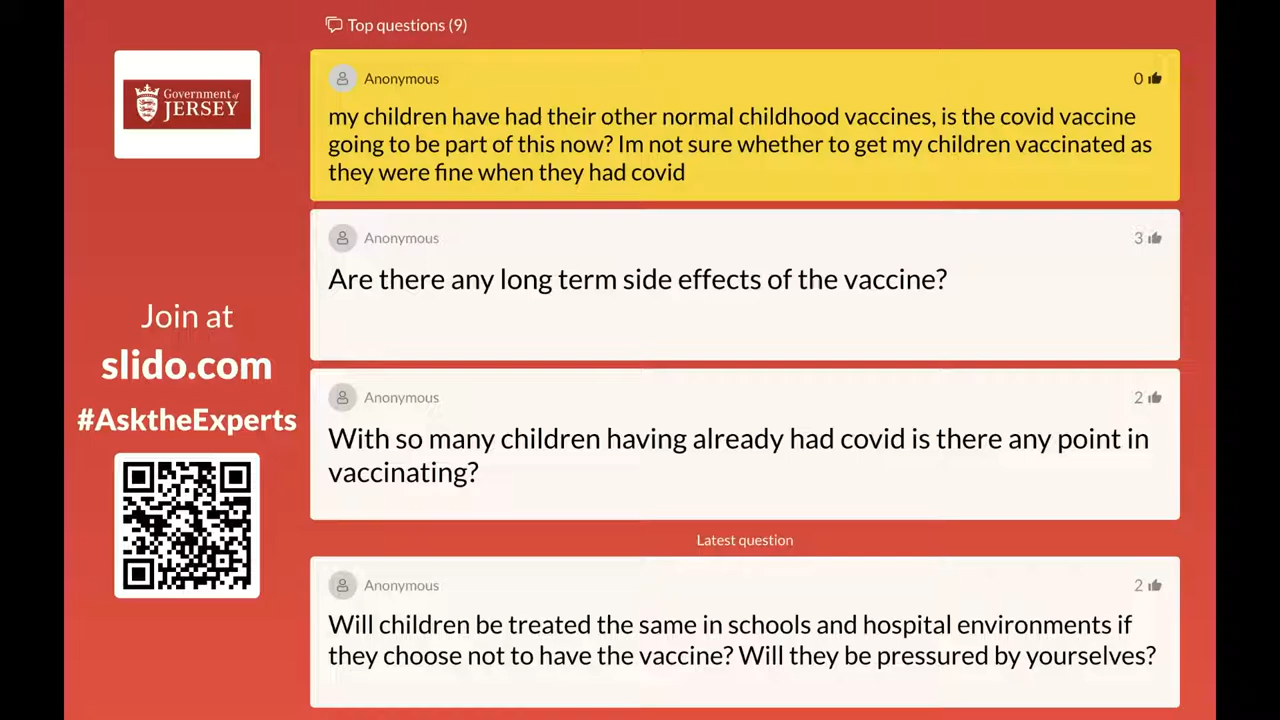 Top questions (9)
Government of
JERSEY
Anonymous
0
my children have had their other normal childhood vaccines, is the covid vaccine
going to be part of this now? Im not sure whether to get my children vaccinated as
they were fine when they had covid
Anonymous
3
Are there any long term side effects of the vaccine?
Join at
slido.com
#AsktheExperts
Anonymous
2
With so many children having already had covid is there any point in
vaccinating?
Latest question
Anonymous
2
Will children be treated the same in schools and hospital environments if
they choose not to have the vaccine? Will they be pressured by yourselves?